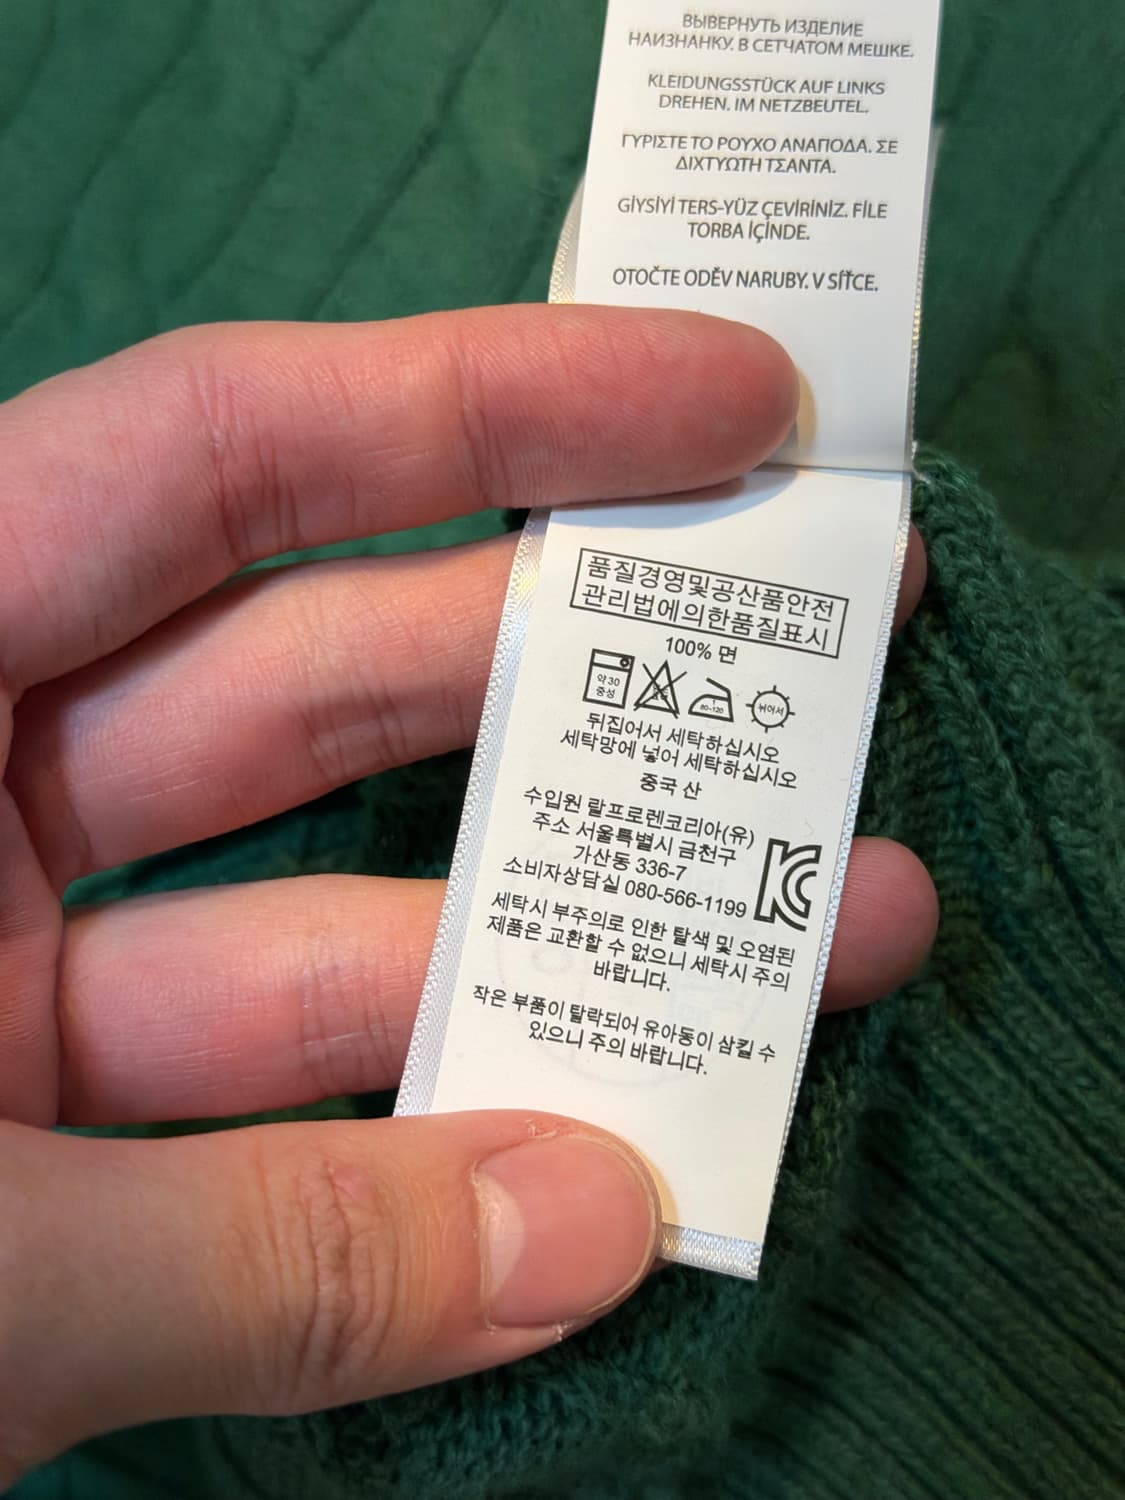 ВЫВЕРНУТЬ ИЗДЕЛИЕ
НАИЗНАНКУ. В СЕТЧАТОМ МЕШКЕ.
KLEIDUNGSSTÜCK AUF LINKS
DREHEN. IM NETZBEUTEL.
ΓΥΡΙΣΤΕ ΤΟ ΡΟΥΧΟ ΑΝΑΠΟΔΑ. ΣΕ
ΔΙΧΤΥΩΤΗ ΤΣΑΝΤΑ.
GİYSİYİ TERS-YÜZ ÇEVİRİNİZ. FİLE
TORBA İÇİNDE.
OTOČTE ODĚV NARUBY. V SÍŤCE.
품질경영및공산품안전
관리법에의한품질표시
100% 면
약 30
중성
80~120
뉘어서
뒤집어서 세탁하십시오
세탁망에 넣어 세탁하십시오
중국 산
수입원 랄프로렌코리아(유)
주소 서울특별시 금천구
가산동 336-7
소비자상담실 080-566-1199
세탁시 부주의로 인한 탈색 및 오염된
제품은 교환할 수 없으니 세탁시 주의
바랍니다.
작은 부품이 탈락되어 유아동이 삼킬 수
있으니 주의 바랍니다.